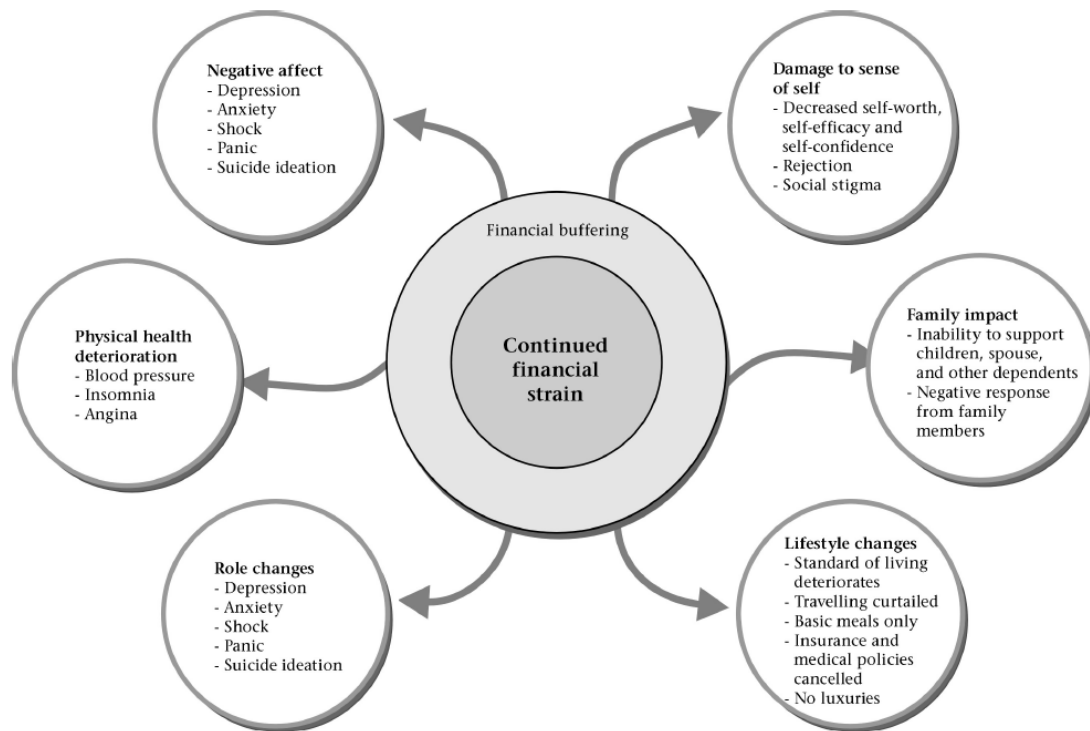 Negative affect
- Depression
- Anxiety
- Shock
- Panic
- Suicide ideation
Damage to sense
of self
- Decreased self-worth,
self-efficacy and
self-confidence
- Rejection
- Social stigma
Financial buffering
Continued
financial
strain
Physical health
deterioration
- Blood pressure
- Insomnia
- Angina
Family impact
- Inability to support
children, spouse,
and other dependents
- Negative response
from family
members
Role changes
- Depression
- Anxiety
- Shock
- Panic
- Suicide ideation
Lifestyle changes
- Standard of living
deteriorates
- Travelling curtailed
- Basic meals only
- Insurance and
medical policies
cancelled
- No luxuries